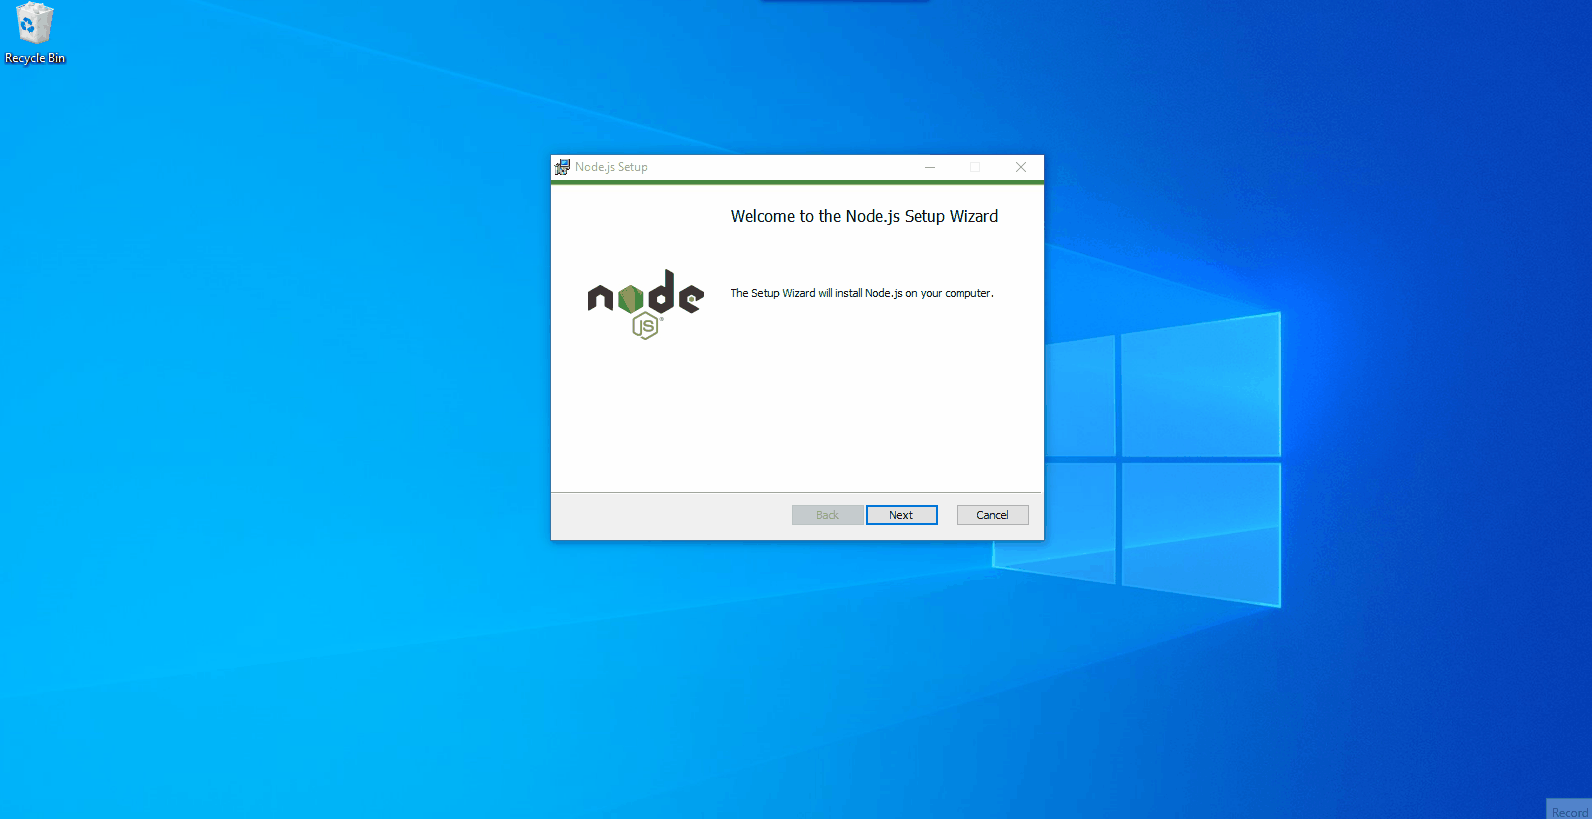 Recycle Bin
Node.js Setup
Welcome to the Node.js Setup Wizard
node
JS
The Setup Wizard will install Node.js on your computer.
Back
Next
Cancel
Record